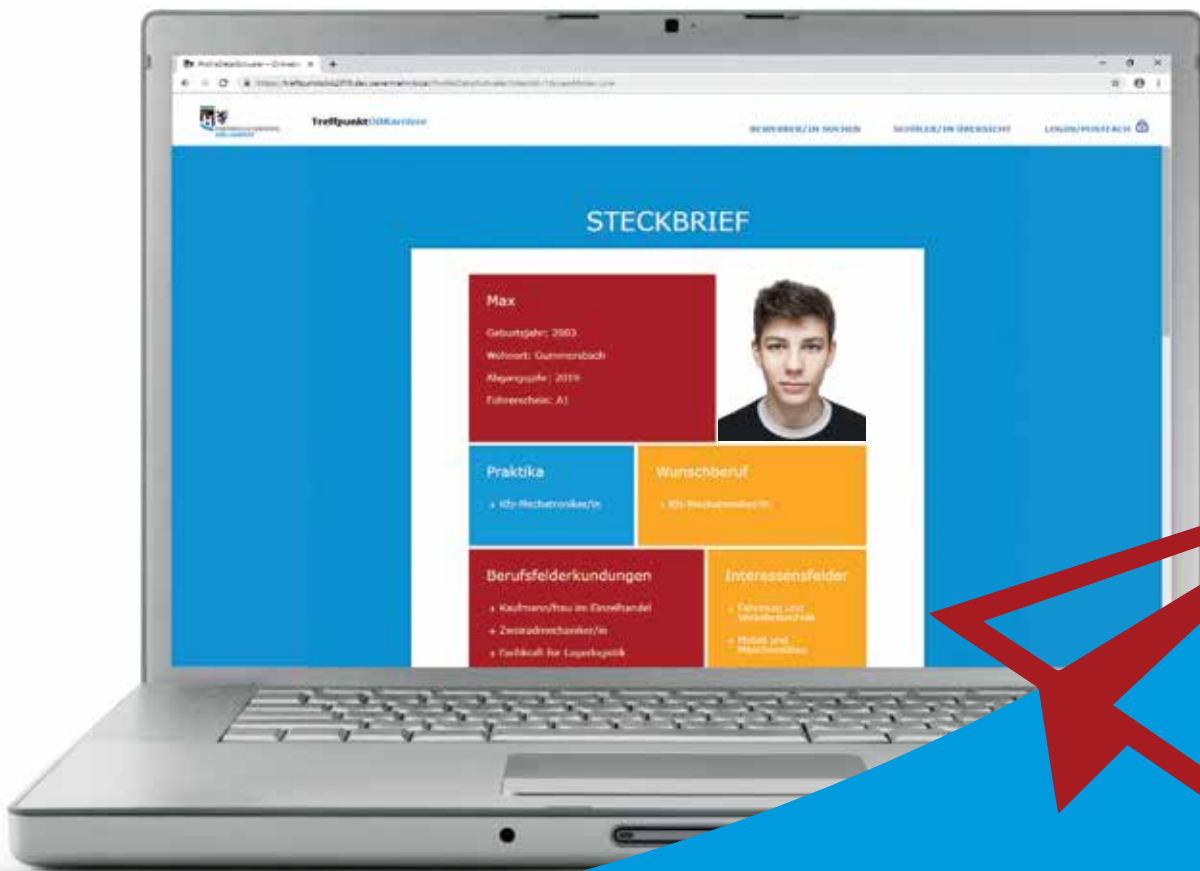 TreffpunktOBKarriere
BEWERBER/IN SUCHEN
SCHÜLER/IN ÜBERSICHT
LOGIN/POSTFACH
STECKBRIEF
Max
Geburtsjahr: 2003
Wohnort: Gummersbach
Abgangsjahr: 2019
Führerschein: A1
Praktika
+ Kfz-Mechatroniker/in
Wunschberuf
+ Kfz-Mechatroniker/in
Berufsfelderkundungen
+ Kaufmann/frau im Einzelhandel
+ Zweiradmechaniker/in
+ Fachkraft für Lagerlogistik
Interessensfelder
+ Fahrzeug und
Verkehrstechnik
+ Metall und
Maschinenbau